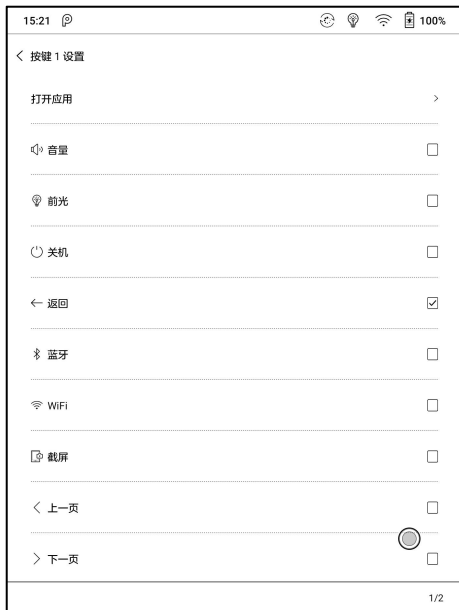 15:21 100%
按键 1 设置
打开应用
音量
前光
关机
返回
蓝牙
WiFi
截屏
上一页
下一页
1/2